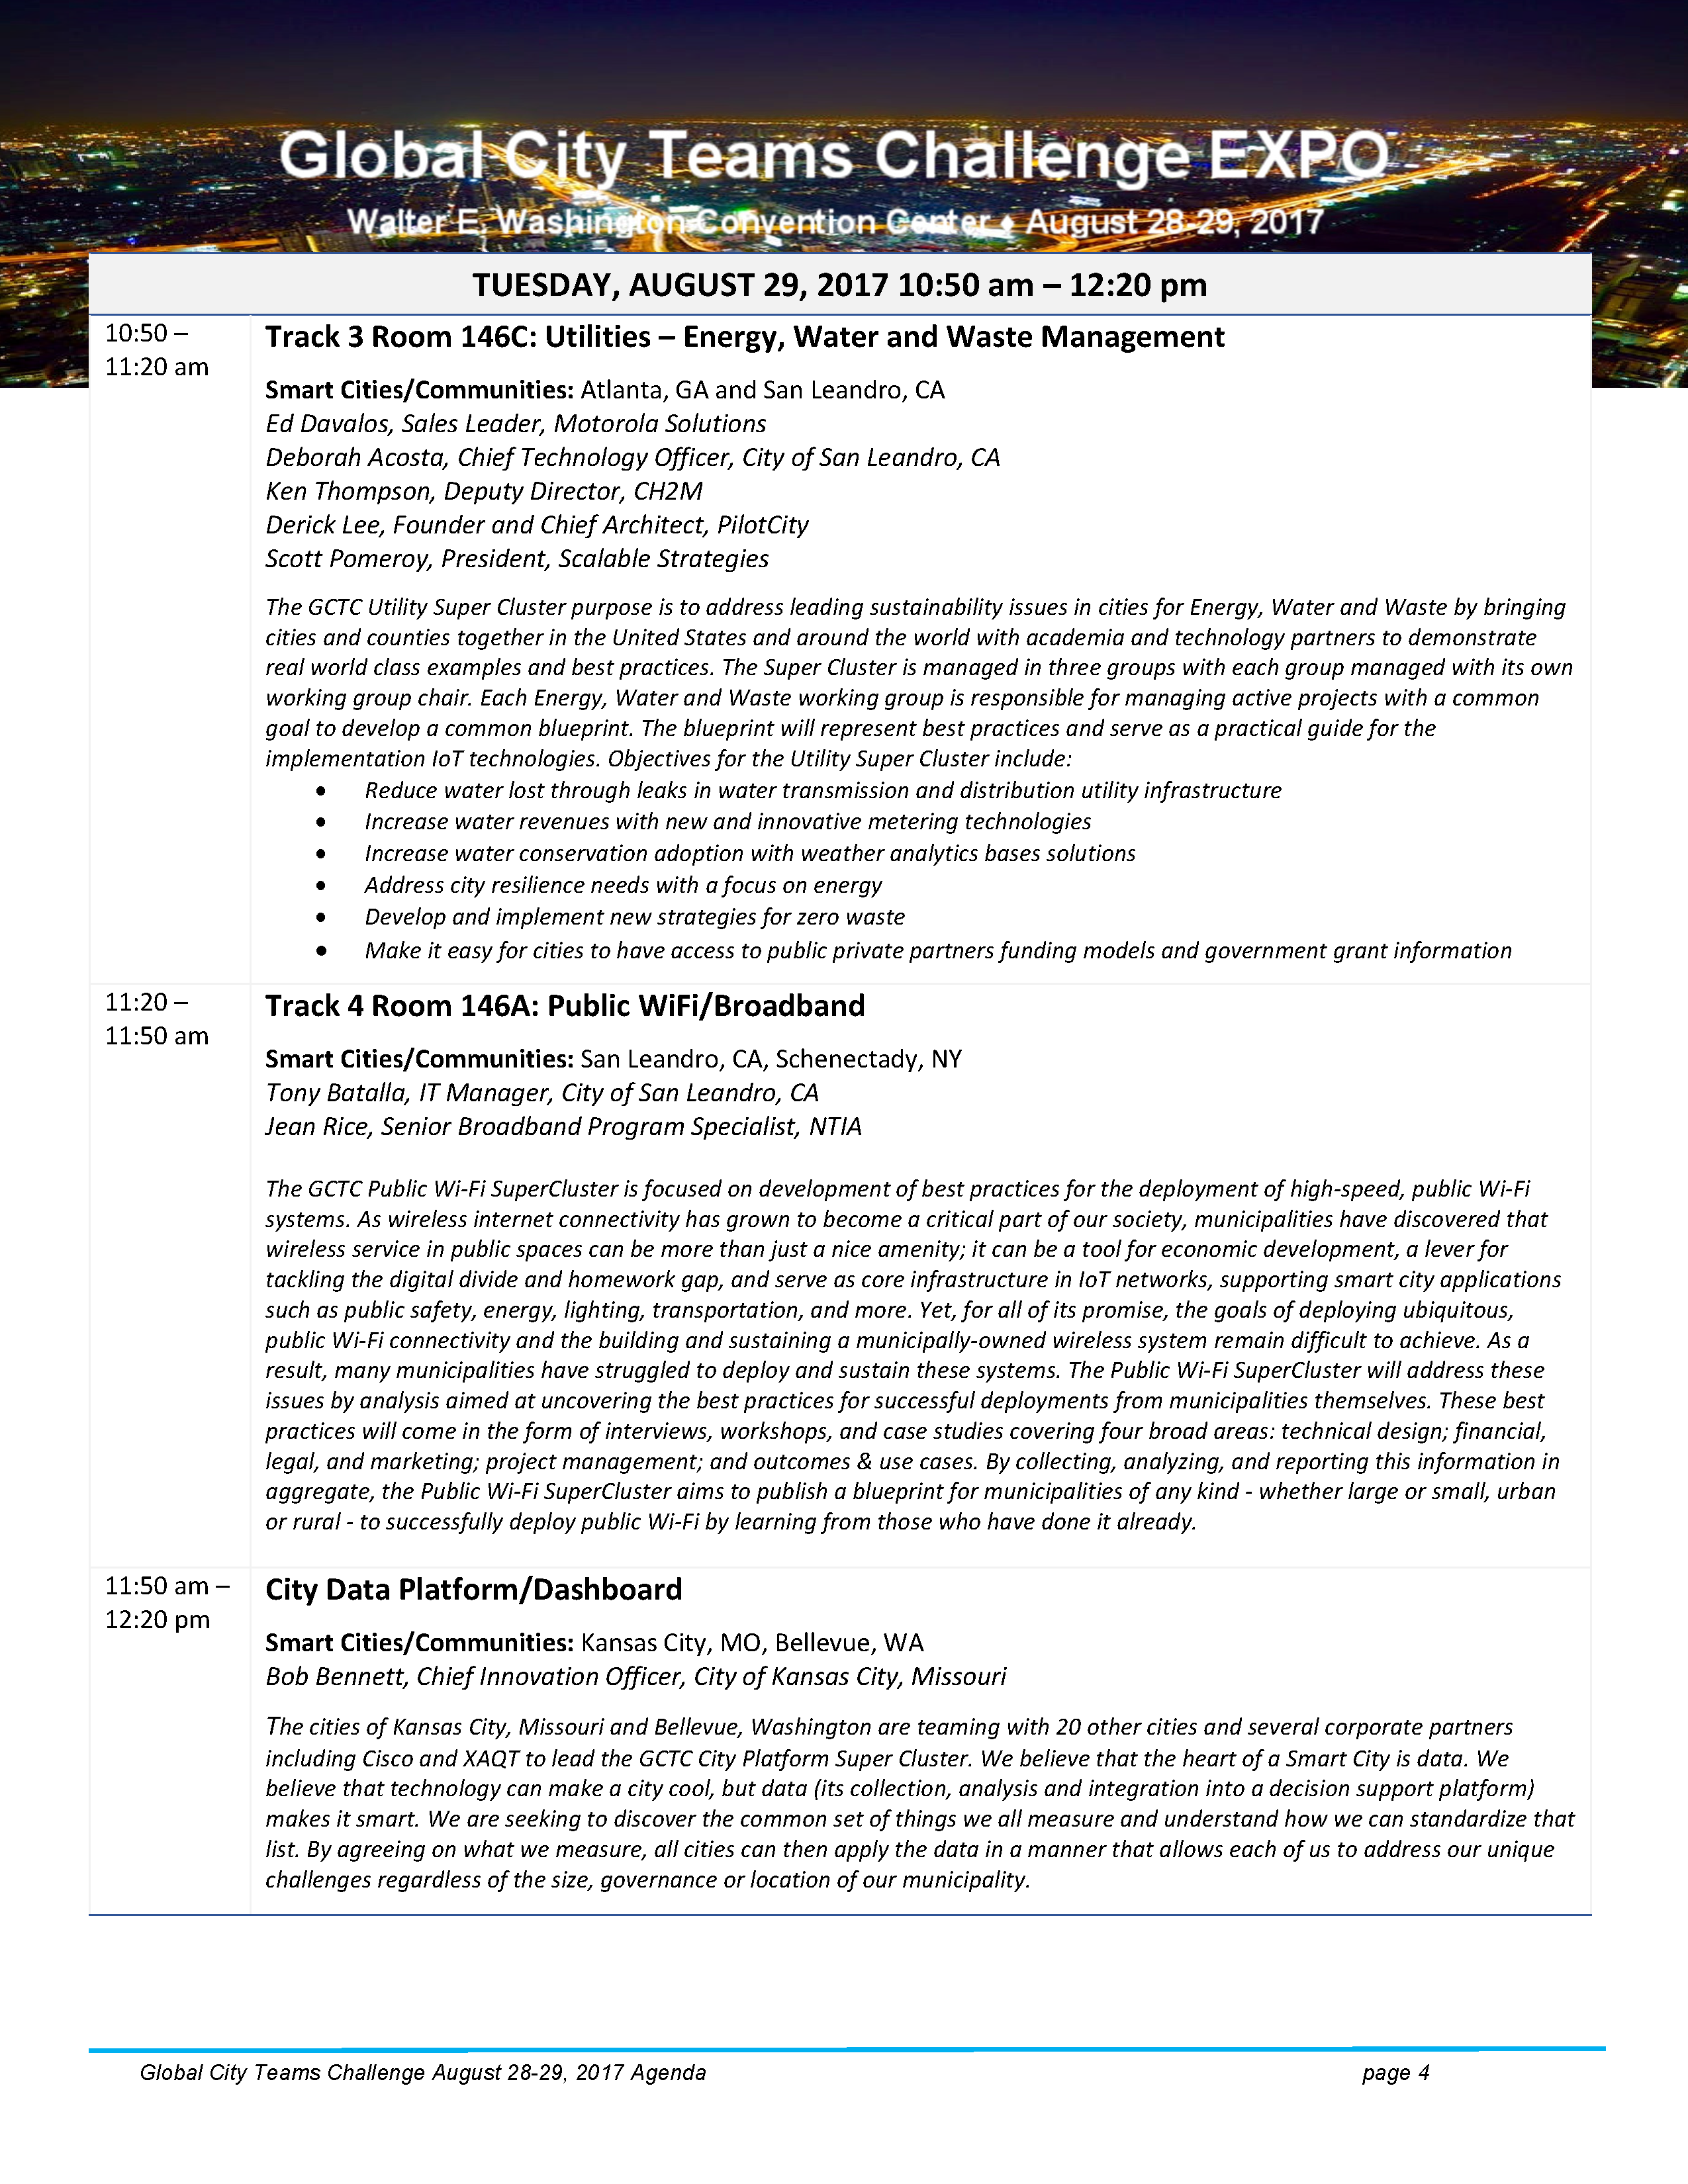 Global City Teams Challenge EXPO
Walter E. Washington Convention Center ♦ August 28-29, 2017
TUESDAY, AUGUST 29, 2017 10:50 am – 12:20 pm
10:50 –
11:20 am
Track 3 Room 146C: Utilities – Energy, Water and Waste Management
Smart Cities/Communities: Atlanta, GA and San Leandro, CA
Ed Davalos, Sales Leader, Motorola Solutions
Deborah Acosta, Chief Technology Officer, City of San Leandro, CA
Ken Thompson, Deputy Director, CH2M
Derick Lee, Founder and Chief Architect, PilotCity
Scott Pomeroy, President, Scalable Strategies
The GCTC Utility Super Cluster purpose is to address leading sustainability issues in cities for Energy, Water and Waste by bringing
cities and counties together in the United States and around the world with academia and technology partners to demonstrate
real world class examples and best practices. The Super Cluster is managed in three groups with each group managed with its own
working group chair. Each Energy, Water and Waste working group is responsible for managing active projects with a common
goal to develop a common blueprint. The blueprint will represent best practices and serve as a practical guide for the
implementation IoT technologies. Objectives for the Utility Super Cluster include:
• Reduce water lost through leaks in water transmission and distribution utility infrastructure
• Increase water revenues with new and innovative metering technologies
• Increase water conservation adoption with weather analytics bases solutions
• Address city resilience needs with a focus on energy
• Develop and implement new strategies for zero waste
• Make it easy for cities to have access to public private partners funding models and government grant information
11:20 –
11:50 am
Track 4 Room 146A: Public WiFi/Broadband
Smart Cities/Communities: San Leandro, CA, Schenectady, NY
Tony Batalla, IT Manager, City of San Leandro, CA
Jean Rice, Senior Broadband Program Specialist, NTIA
The GCTC Public Wi-Fi SuperCluster is focused on development of best practices for the deployment of high-speed, public Wi-Fi
systems. As wireless internet connectivity has grown to become a critical part of our society, municipalities have discovered that
wireless service in public spaces can be more than just a nice amenity; it can be a tool for economic development, a lever for
tackling the digital divide and homework gap, and serve as core infrastructure in IoT networks, supporting smart city applications
such as public safety, energy, lighting, transportation, and more. Yet, for all of its promise, the goals of deploying ubiquitous,
public Wi-Fi connectivity and the building and sustaining a municipally-owned wireless system remain difficult to achieve. As a
result, many municipalities have struggled to deploy and sustain these systems. The Public Wi-Fi SuperCluster will address these
issues by analysis aimed at uncovering the best practices for successful deployments from municipalities themselves. These best
practices will come in the form of interviews, workshops, and case studies covering four broad areas: technical design; financial,
legal, and marketing; project management; and outcomes & use cases. By collecting, analyzing, and reporting this information in
aggregate, the Public Wi-Fi SuperCluster aims to publish a blueprint for municipalities of any kind - whether large or small, urban
or rural - to successfully deploy public Wi-Fi by learning from those who have done it already.
11:50 am –
12:20 pm
City Data Platform/Dashboard
Smart Cities/Communities: Kansas City, MO, Bellevue, WA
Bob Bennett, Chief Innovation Officer, City of Kansas City, Missouri
The cities of Kansas City, Missouri and Bellevue, Washington are teaming with 20 other cities and several corporate partners
including Cisco and XAQT to lead the GCTC City Platform Super Cluster. We believe that the heart of a Smart City is data. We
believe that technology can make a city cool, but data (its collection, analysis and integration into a decision support platform)
makes it smart. We are seeking to discover the common set of things we all measure and understand how we can standardize that
list. By agreeing on what we measure, all cities can then apply the data in a manner that allows each of us to address our unique
challenges regardless of the size, governance or location of our municipality.
Global City Teams Challenge August 28-29, 2017 Agenda page 4